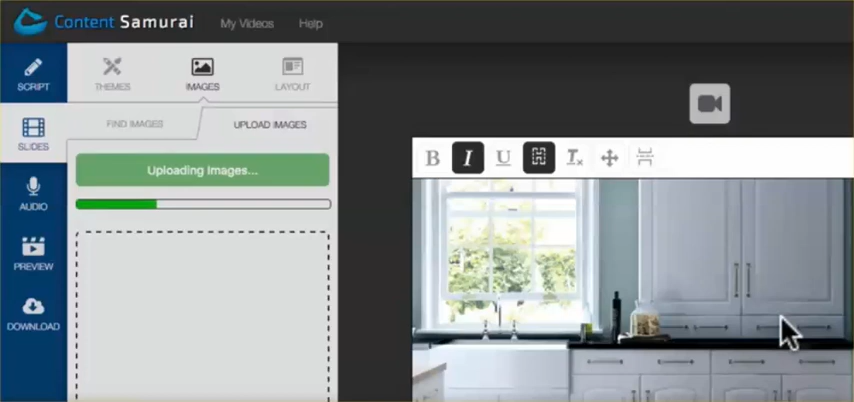 Content Samurai
My Videos
Help
SCRIPT
THEMES
IMAGES
LAYOUT
FIND IMAGES
UPLOAD IMAGES
SLIDES
B I U T
Uploading Images...
AUDIO
PREVIEW
DOWNLOAD